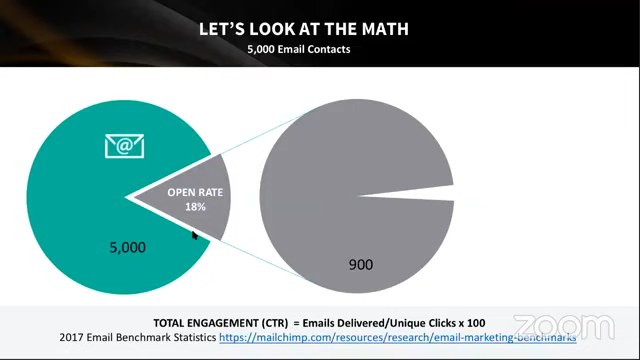 LET'S LOOK AT THE MATH
5,000 Email Contacts
@
OPEN RATE
18%
5,000
900
TOTAL ENGAGEMENT (CTR) = Emails Delivered/Unique Clicks x 100
2017 Email Benchmark Statistics https://mailchimp.com/resources/research/email-marketing-benchmarks
zoom